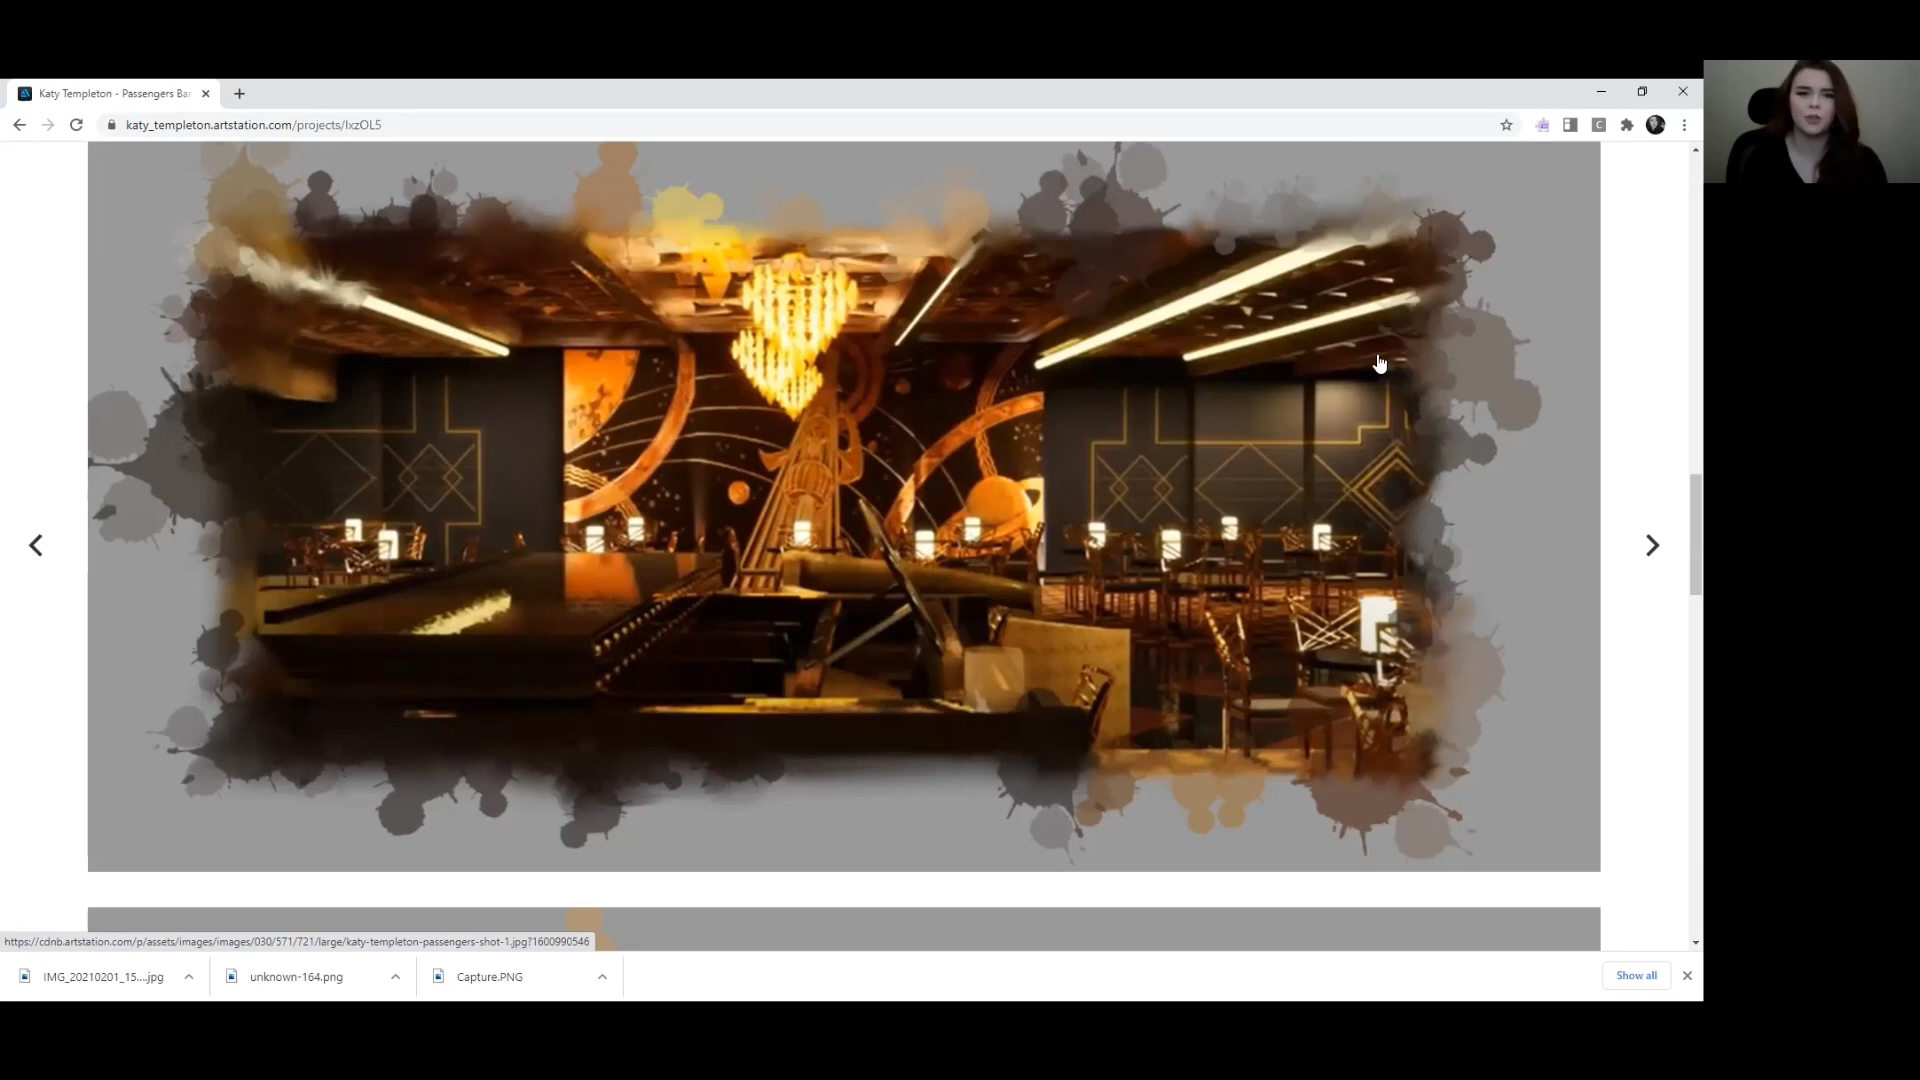 Katy Templeton - Passengers Bar
katy_templeton.artstation.com/projects/lxzOL5
https://cdnb.artstation.com/p/assets/images/images/030/571/721/large/katy-templeton-passengers-shot-1.jpg?1600990546
IMG_20210201_15....jpg
unknown-164.png
Capture.PNG
Show all